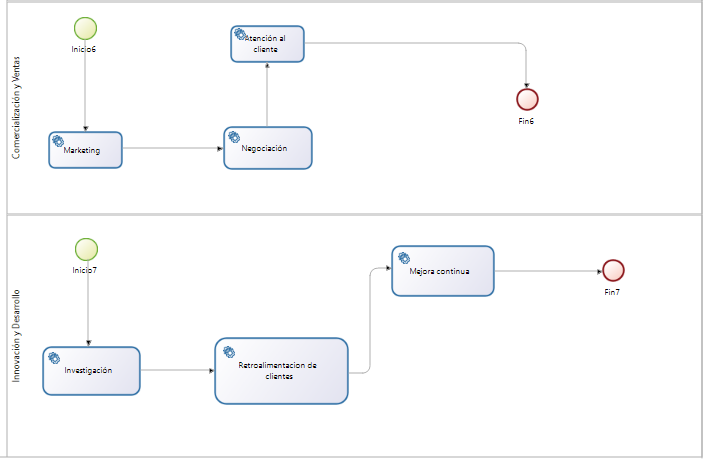 Comercialización y Ventas
Inicio6
Atención al
cliente
Marketing
Negociación
Fin6
Innovación y Desarrollo
Inicio7
Mejora continua
Fin7
Investigación
Retroalimentacion de
clientes